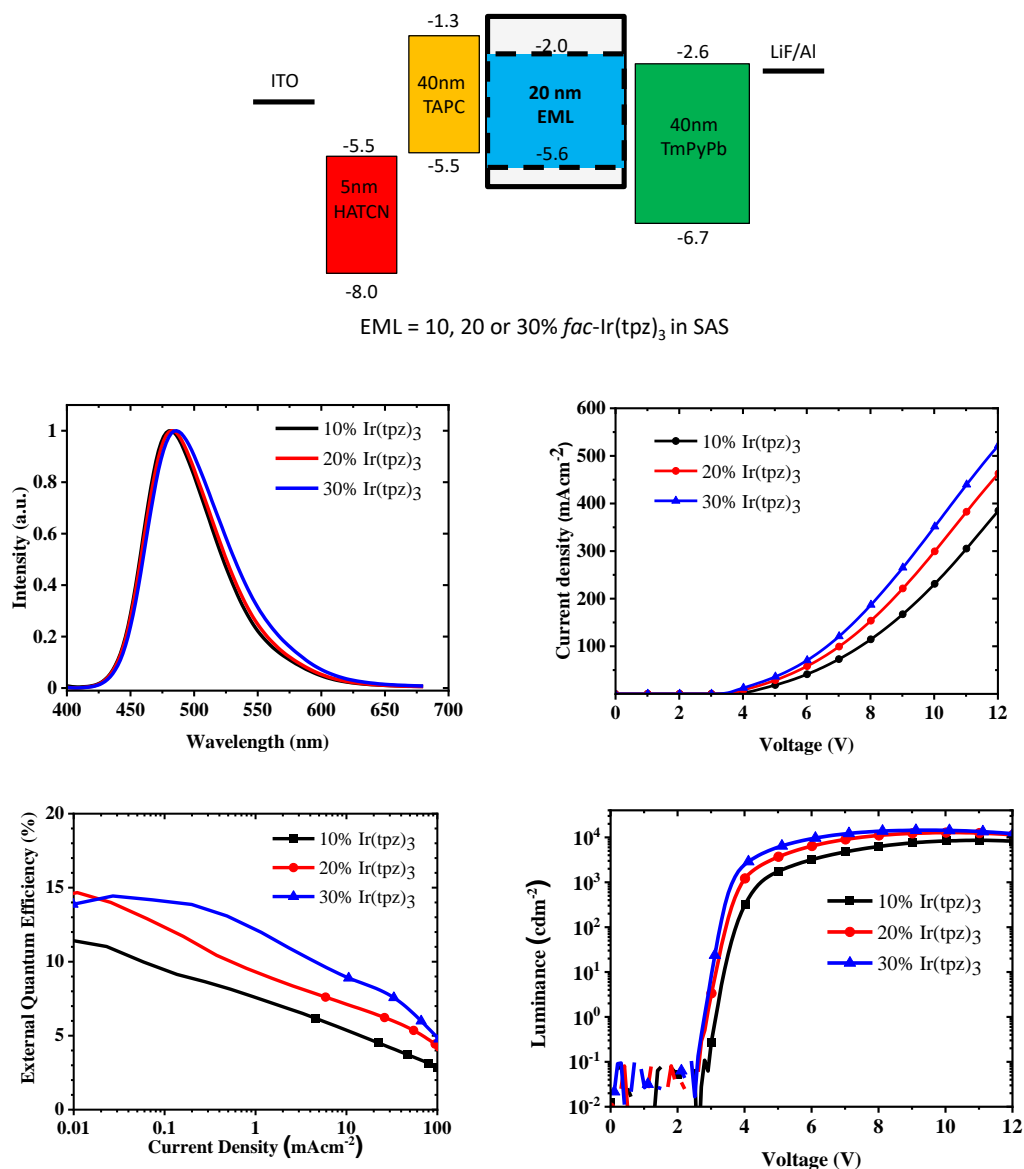 -1.3
-2.0
-2.6
LiF/Al
ITO
40nm
TAPC
20 nm
EML
40nm
TmPyPb
-5.5
-5.5
-5.6
5nm
HATCN
-6.7
-8.0
EML = 10, 20 or 30% fac-Ir(tpz)3 in SAS
10% Ir(tpz)3
20% Ir(tpz)3
30% Ir(tpz)3
Intensity (a.u.)
1
0.8
0.6
0.4
0.2
0
400 450 500 550 600 650 700
Wavelength (nm)
10% Ir(tpz)3
20% Ir(tpz)3
30% Ir(tpz)3
Current density (mAcm-2)
600
500
400
300
200
100
0 2 4 6 8 10 12
Voltage (V)
10% Ir(tpz)3
20% Ir(tpz)3
30% Ir(tpz)3
External Quantum Efficiency (%)
20
15
10
5
0
0.01 0.1 1 10 100
Current Density (mAcm-2)
10% Ir(tpz)3
20% Ir(tpz)3
30% Ir(tpz)3
Luminance (cdm-2)
10^4
10^3
10^2
10^1
10^0
10^-1
10^-2
0 2 4 6 8 10 12
Voltage (V)